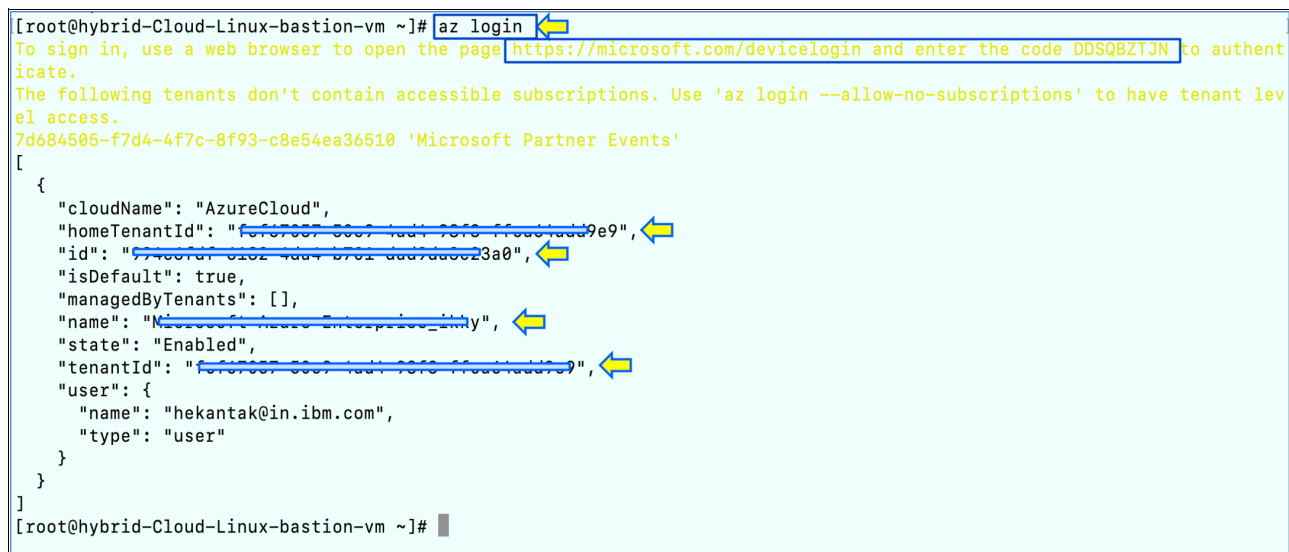 [root@hybrid-Cloud-Linux-bastion-vm ~]# az login
To sign in, use a web browser to open the page https://microsoft.com/devicelogin and enter the code DDSQBZTJN to authent
icate.
The following tenants don't contain accessible subscriptions. Use 'az login --allow-no-subscriptions' to have tenant lev
el access.
7d684505-f7d4-4f7c-8f93-c8e54ea36510 'Microsoft Partner Events'
[
{
"cloudName": "AzureCloud",
"homeTenantId": "9e9",
"id": "3a0",
"isDefault": true,
"managedByTenants": [],
"name": "y",
"state": "Enabled",
"tenantId": "",
"user": {
"name": "hekantak@in.ibm.com",
"type": "user"
}
}
]
[root@hybrid-Cloud-Linux-bastion-vm ~]#